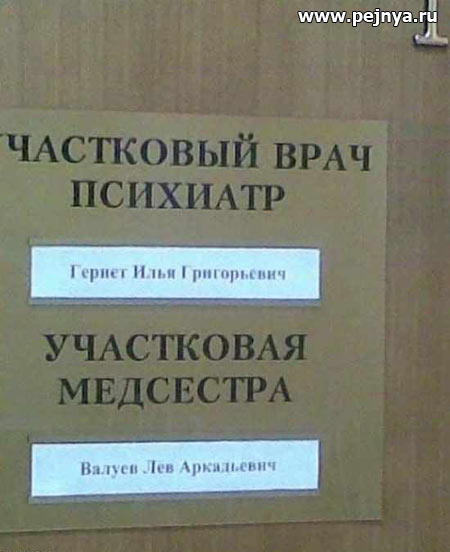 www.pejnya.ru
УЧАСТКОВЫЙ ВРАЧ
ПСИХИАТР
Гернет Илья Григорьевич
УЧАСТКОВАЯ
МЕДСЕСТРА
Валуев Лев Аркадьевич